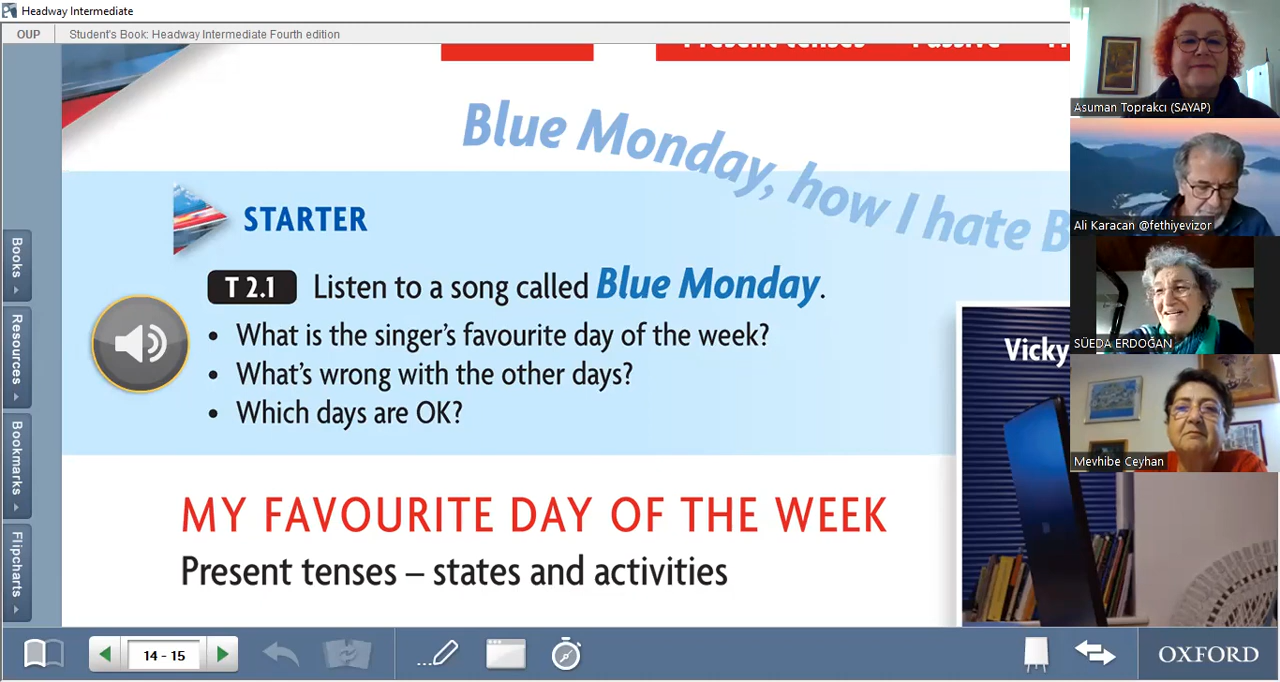 Headway Intermediate
OUP
Student's Book: Headway Intermediate Fourth edition
Present tenses Passive
Blue Monday, how I hate B
STARTER
T 2.1 Listen to a song called Blue Monday.
• What is the singer's favourite day of the week?
• What's wrong with the other days?
• Which days are OK?
MY FAVOURITE DAY OF THE WEEK
Present tenses – states and activities
Vicky
Books
Resources
Bookmarks
Flipcharts
Asuman Toprakcı (SAYAP)
Ali Karacan @fethiyevizor
SÜEDA ERDOĞAN
Mevhibe Ceyhan
14 - 15
OXFORD